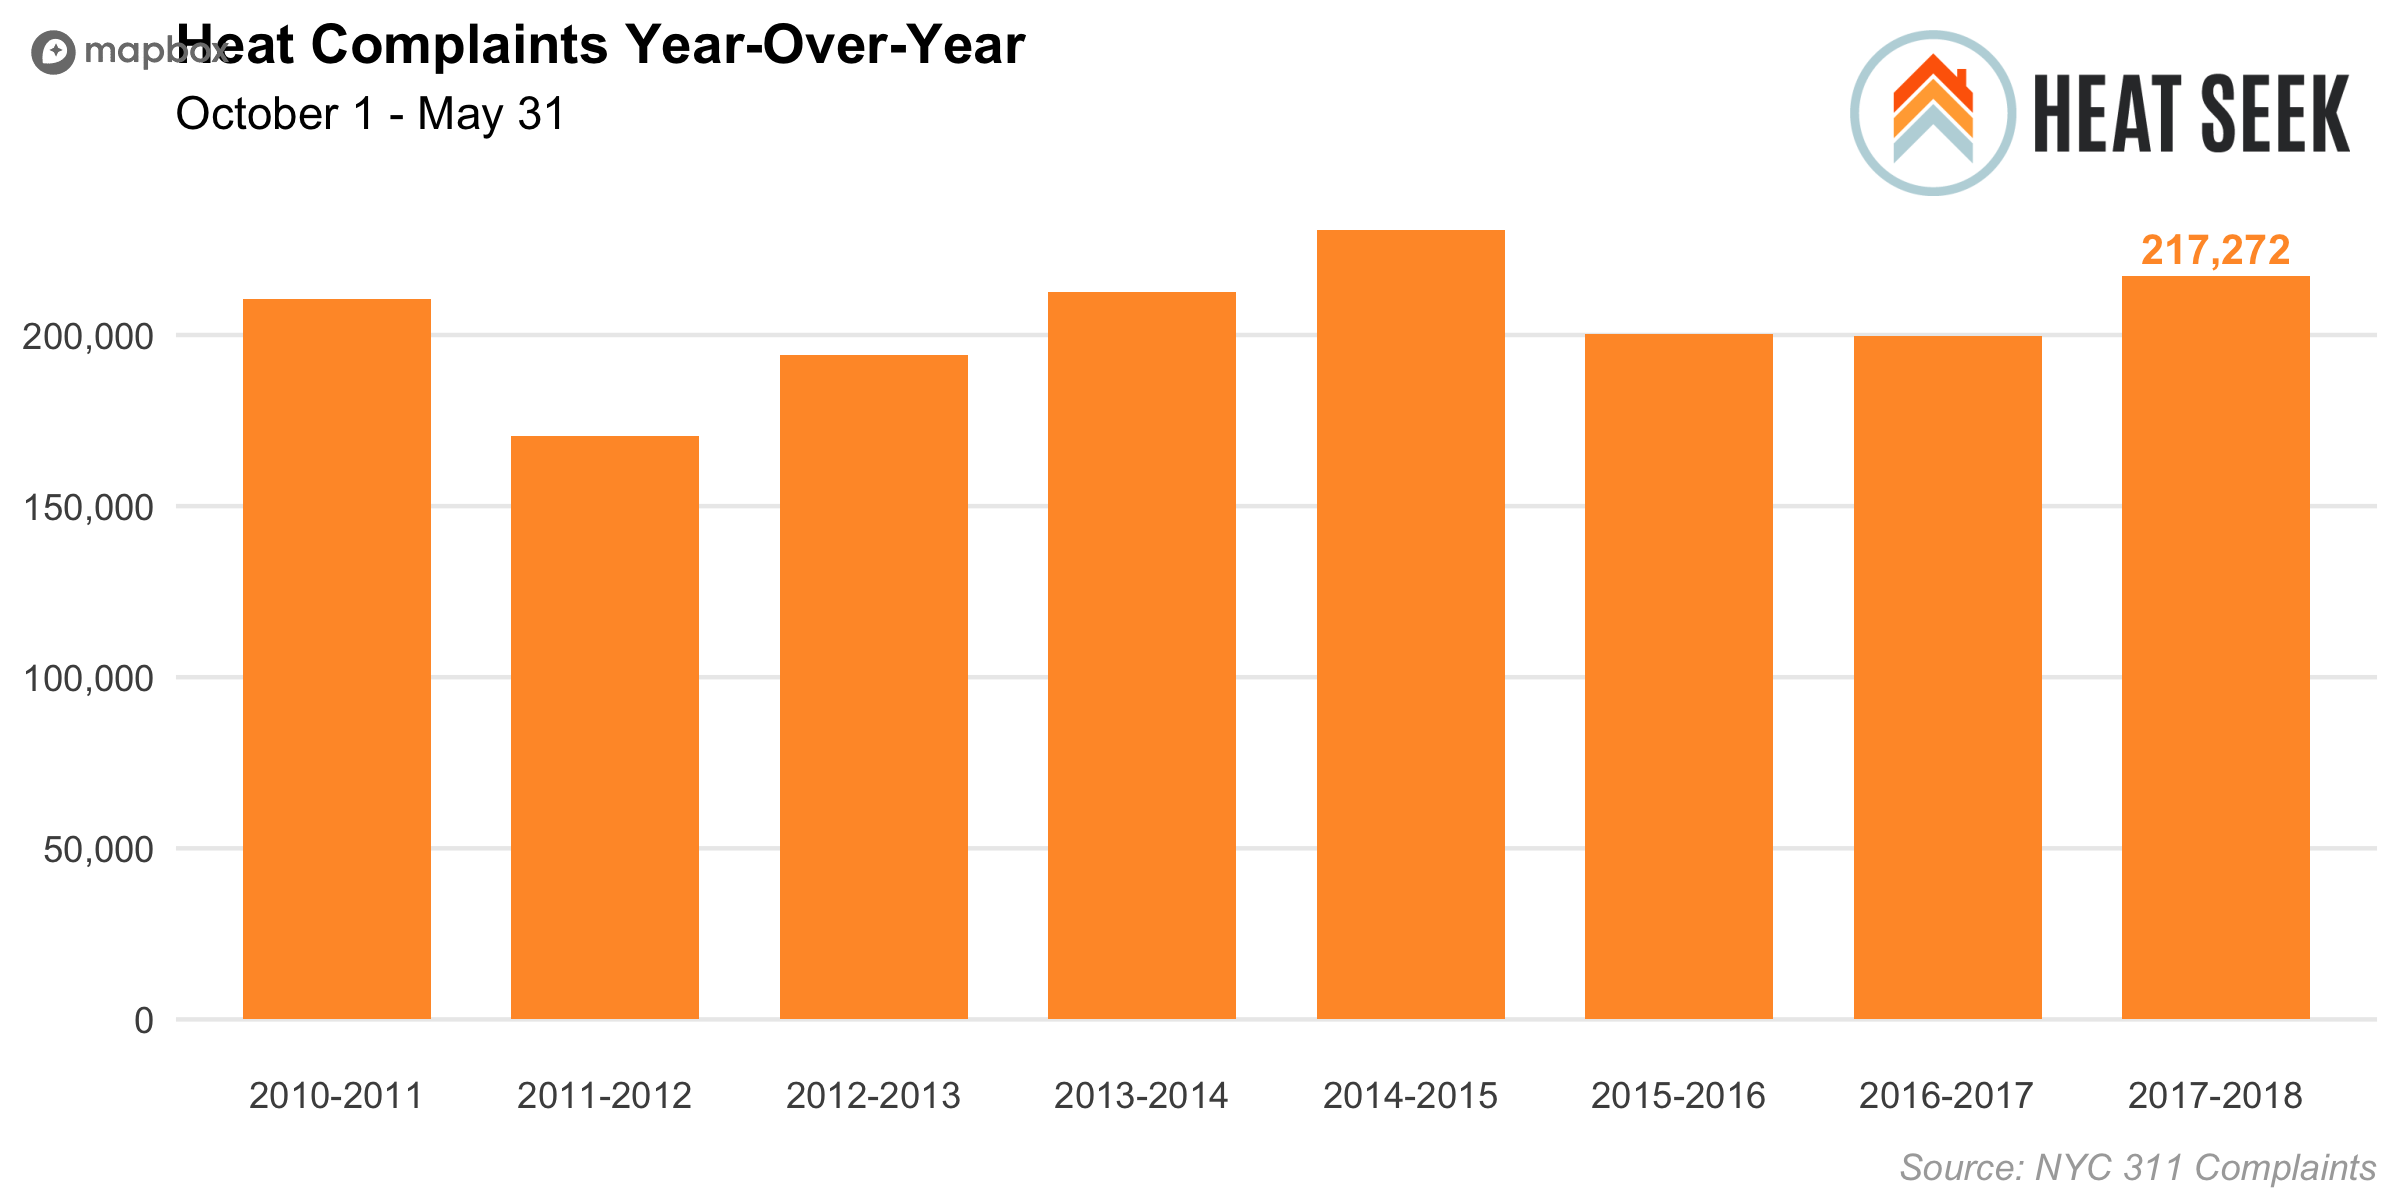 mapbox
Heat Complaints Year-Over-Year
October 1 - May 31
HEAT SEEK
217,272
200,000
150,000
100,000
50,000
0
2010-2011 2011-2012 2012-2013 2013-2014 2014-2015 2015-2016 2016-2017 2017-2018
Source: NYC 311 Complaints